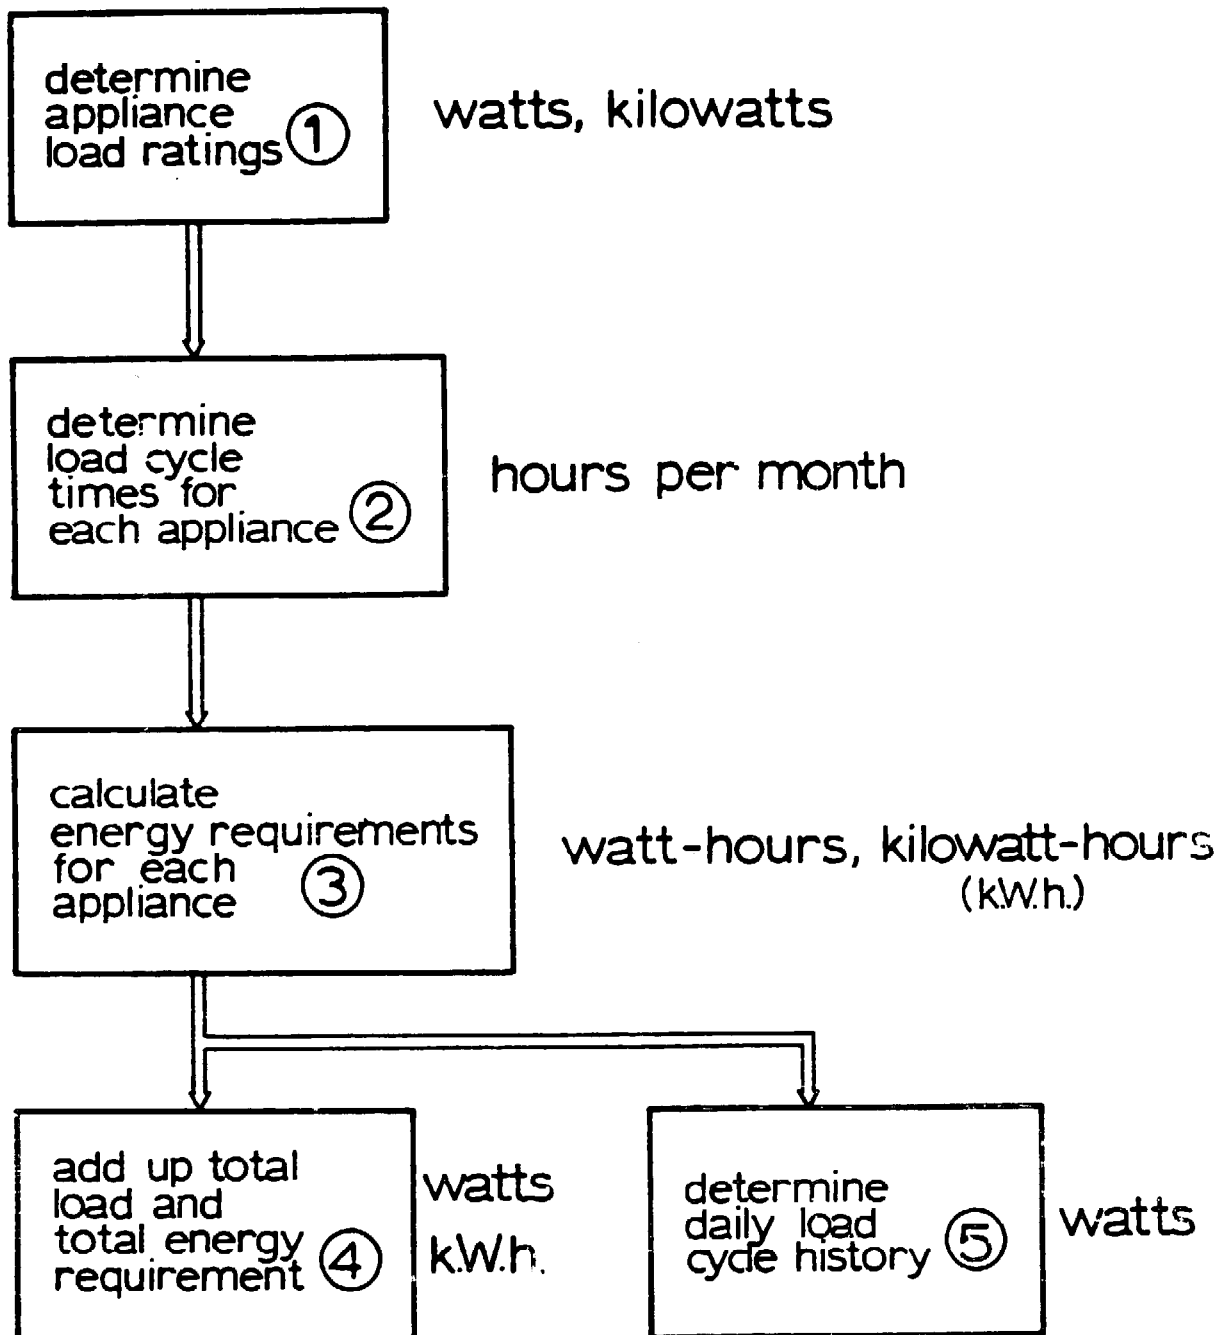 determine
appliance
load ratings ①
watts, kilowatts
determine
load cycle
times for
each appliance ②
hours per month
calculate
energy requirements
for each
appliance ③
watt-hours, kilowatt-hours
(k.W.h.)
add up total
load and
total energy
requirement ④
watts
k.W.h.
determine
daily load
cycle history ⑤
watts